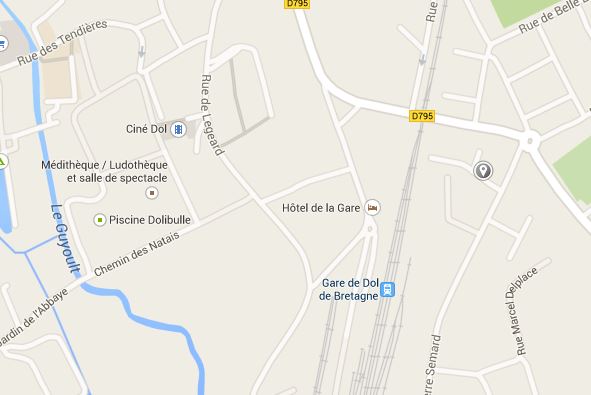 D795
Rue de Belle
Rue
Rue des Tendières
Rue de Legeard
D795
Ciné Dol
Médithèque / Ludothèque
et salle de spectacle
Hôtel de la Gare
Piscine Dolibulle
Le Guyoult
Chemin des Natais
Gare de Dol
de Bretagne
Rue Marcel Delplace
Jardin de l'Abbaye
erre Semard